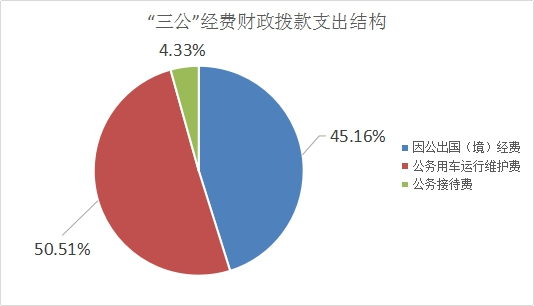 “三公”经费财政拨款支出结构
4.33%
45.16%
50.51%
因公出国（境）经费
公务用车运行维护费
公务接待费